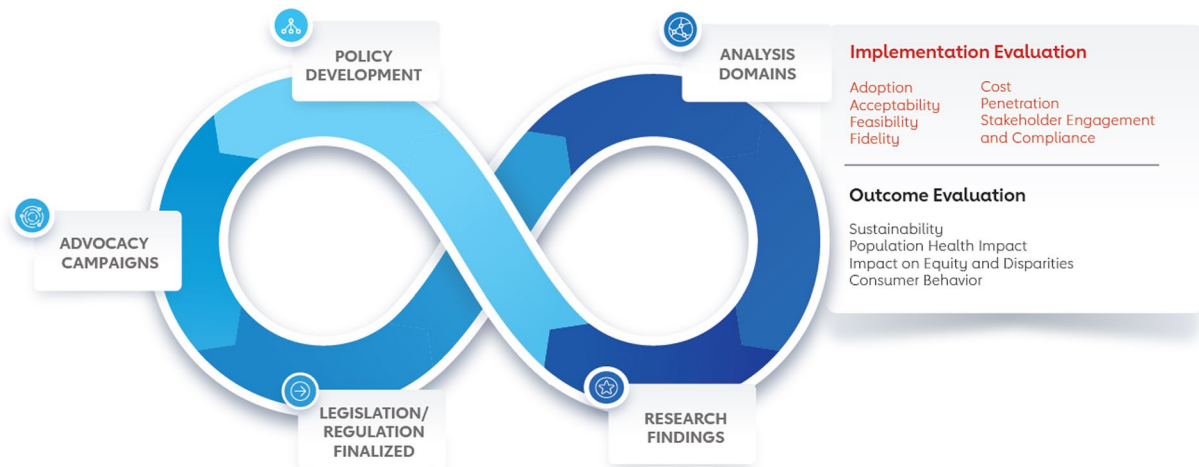 POLICY
DEVELOPMENT
ANALYSIS
DOMAINS
Implementation Evaluation
Adoption
Acceptability
Feasibility
Fidelity
Cost
Penetration
Stakeholder Engagement
and Compliance
Outcome Evaluation
Sustainability
Population Health Impact
Impact on Equity and Disparities
Consumer Behavior
ADVOCACY
CAMPAIGNS
LEGISLATION/
REGULATION
FINALIZED
RESEARCH
FINDINGS